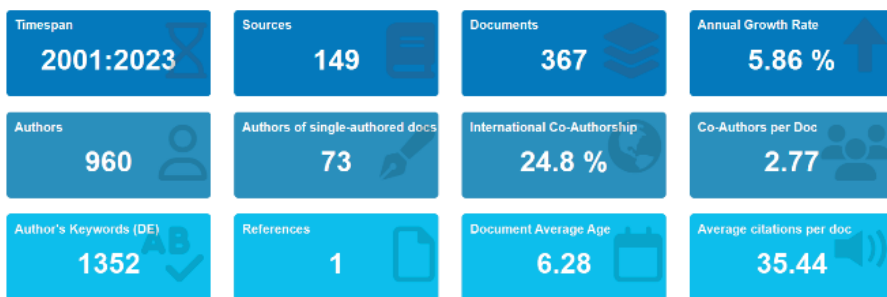 Timespan
2001:2023
Sources
149
Documents
367
Annual Growth Rate
5.86 %
Authors
960
Authors of single-authored docs
73
International Co-Authorship
24.8 %
Co-Authors per Doc
2.77
Author's Keywords (DE)
1352
AB
References
1
Document Average Age
6.28
Average citations per doc
35.44